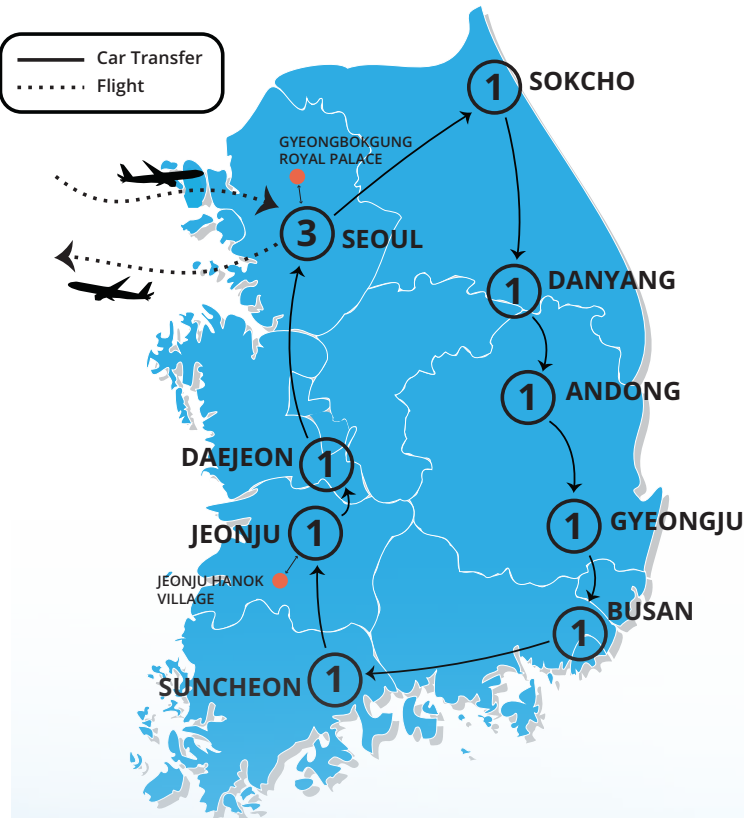 Car Transfer
Flight
1
SOKCHO
GYEONGBOKGUNG
ROYAL PALACE
3
SEOUL
1
DANYANG
1
ANDONG
DAEJEON
1
JEONJU
1
1
GYEONGJU
JEONJU HANOK
VILLAGE
BUSAN
1
SUNCHEON
1